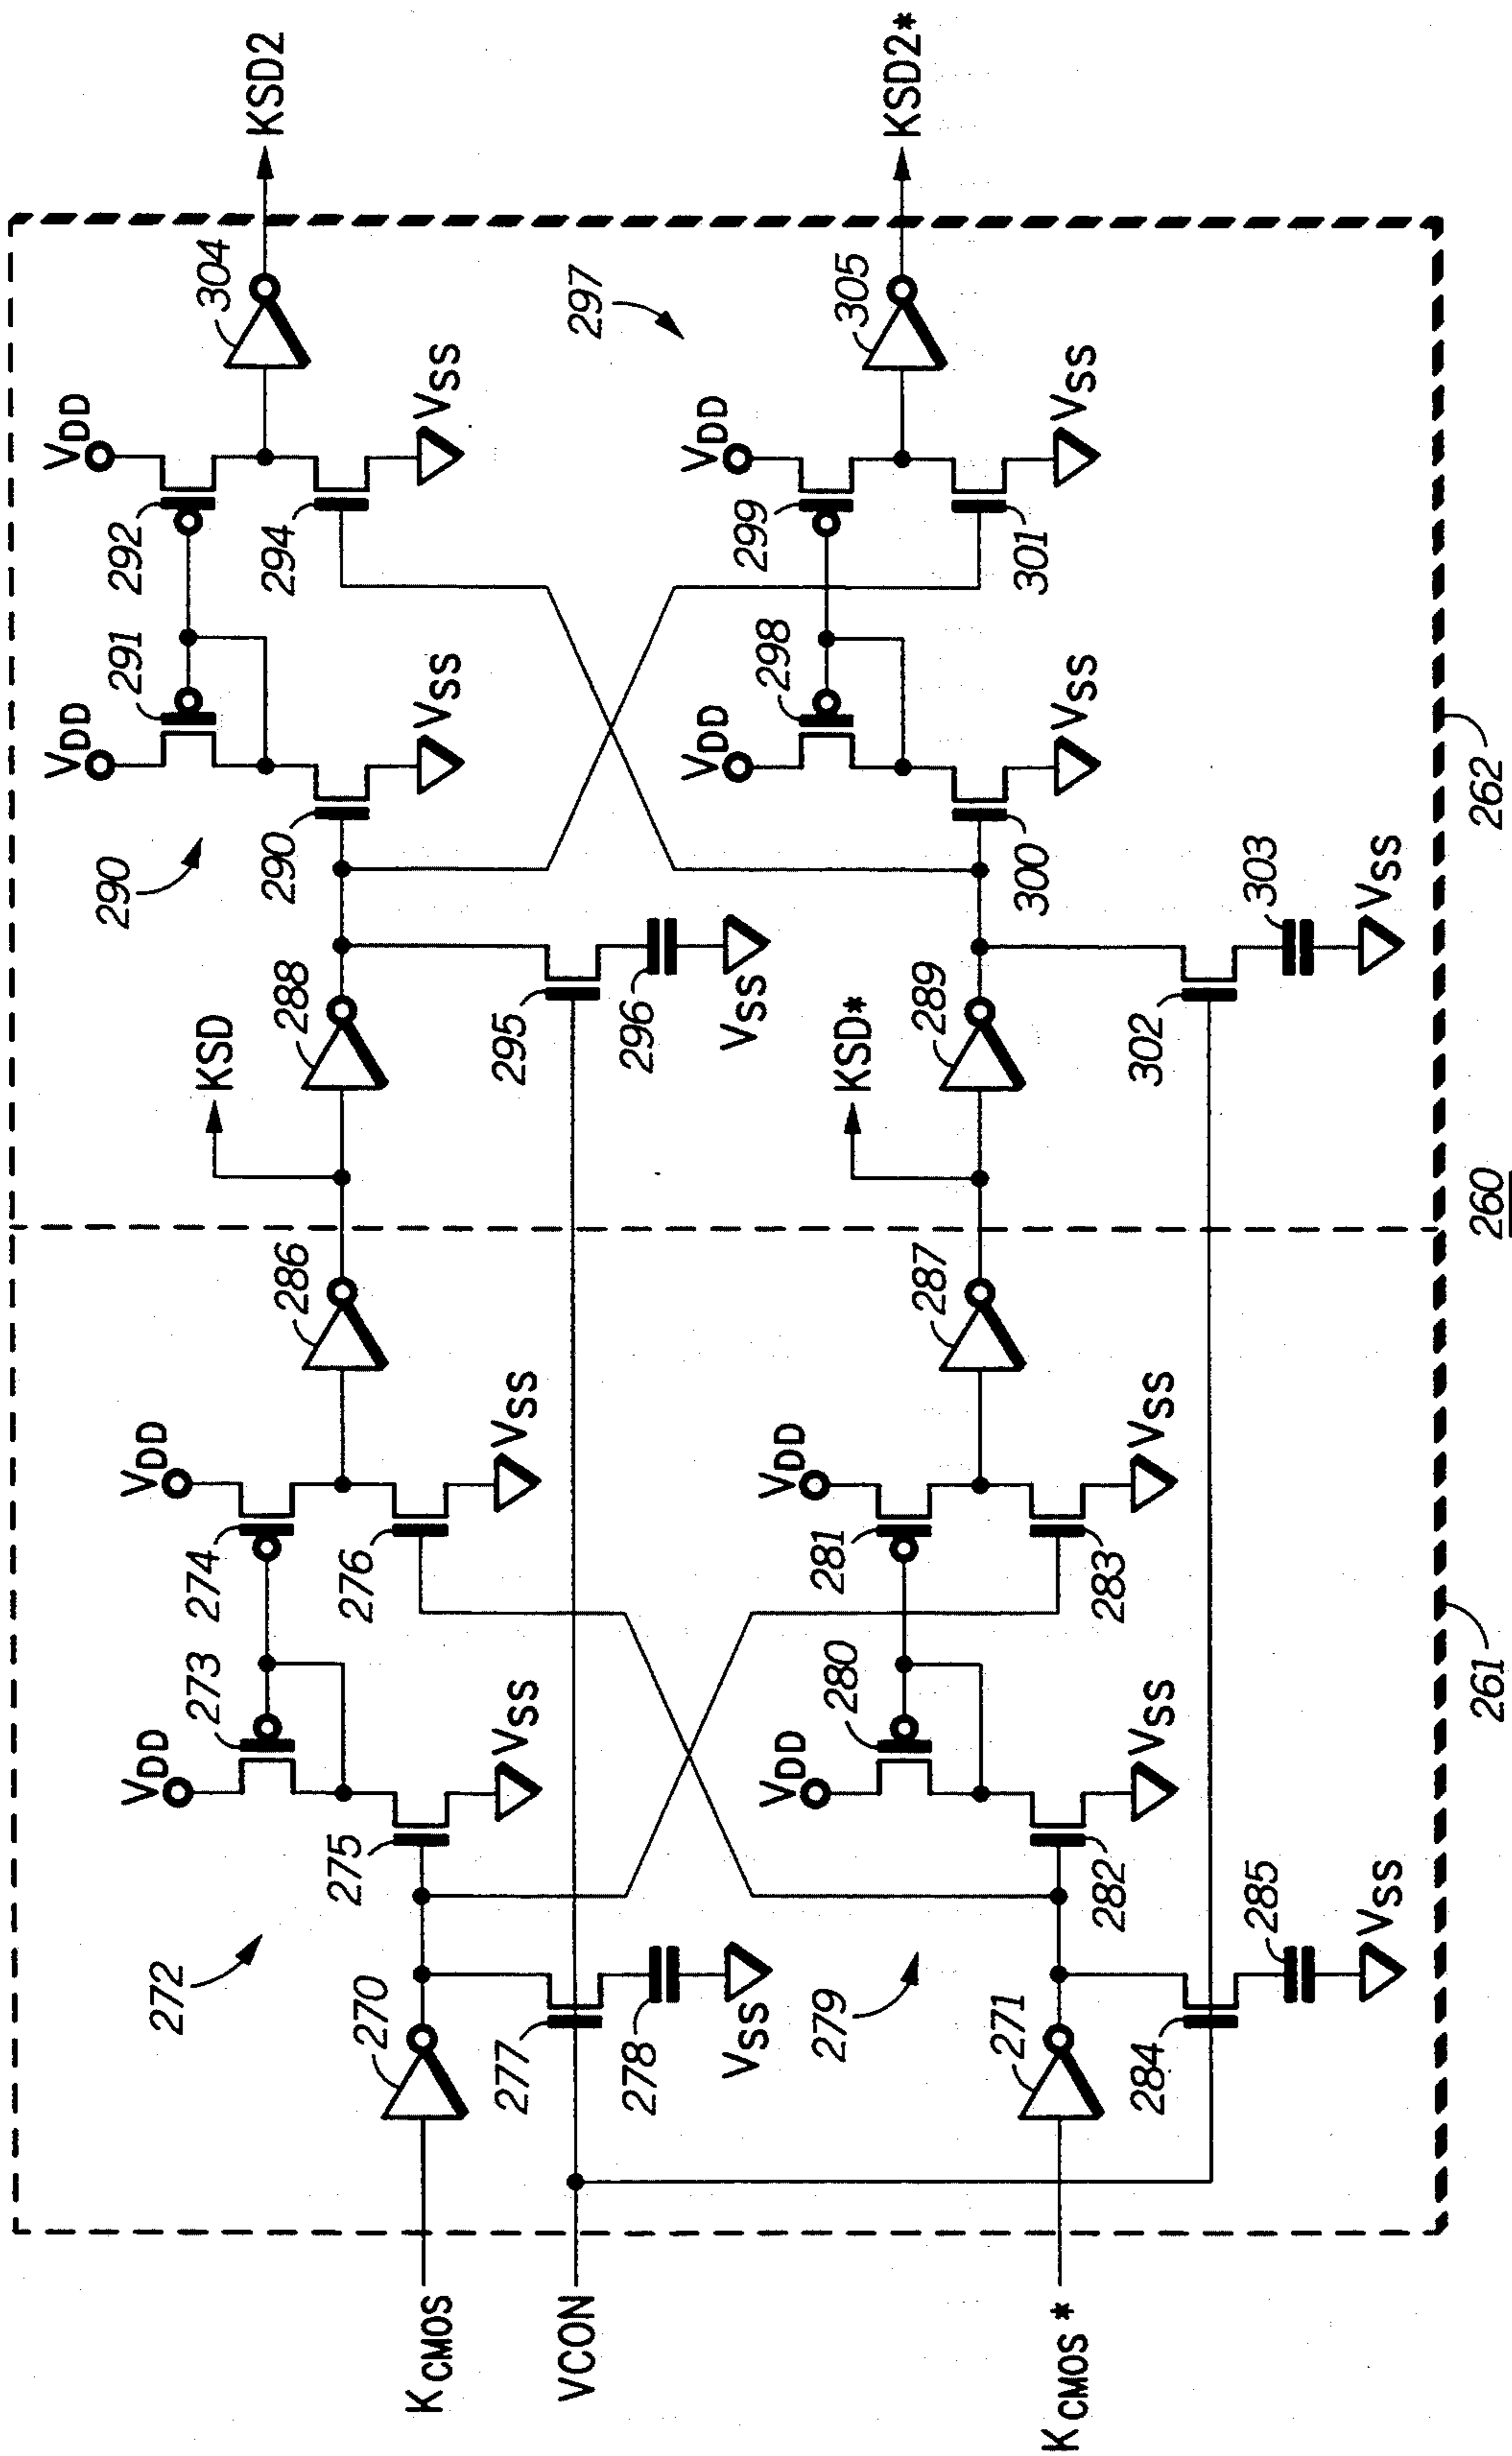 KCMOS
VCON
KCMOS*
272
270
277
278
VSS
279
271
284
285
VSS
VDD
273
275
VSS
VDD
274
276
VSS
VDD
280
282
VSS
VDD
281
283
VSS
286
287
261
260
KSD
288
295
296
VSS
KSD*
289
302
303
VSS
290
VDD
291
290
VSS
VDD
292
294
VSS
297
VDD
298
300
VSS
VDD
299
301
VSS
304
305
262
KSD2
KSD2*